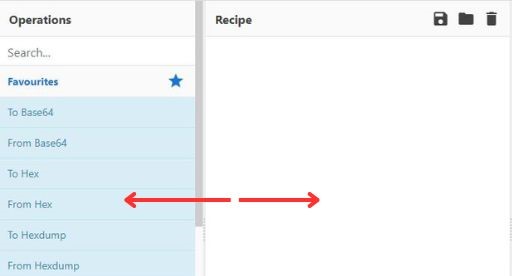 Operations
Recipe
Search...
Favourites
To Base64
From Base64
To Hex
From Hex
To Hexdump
From Hexdump